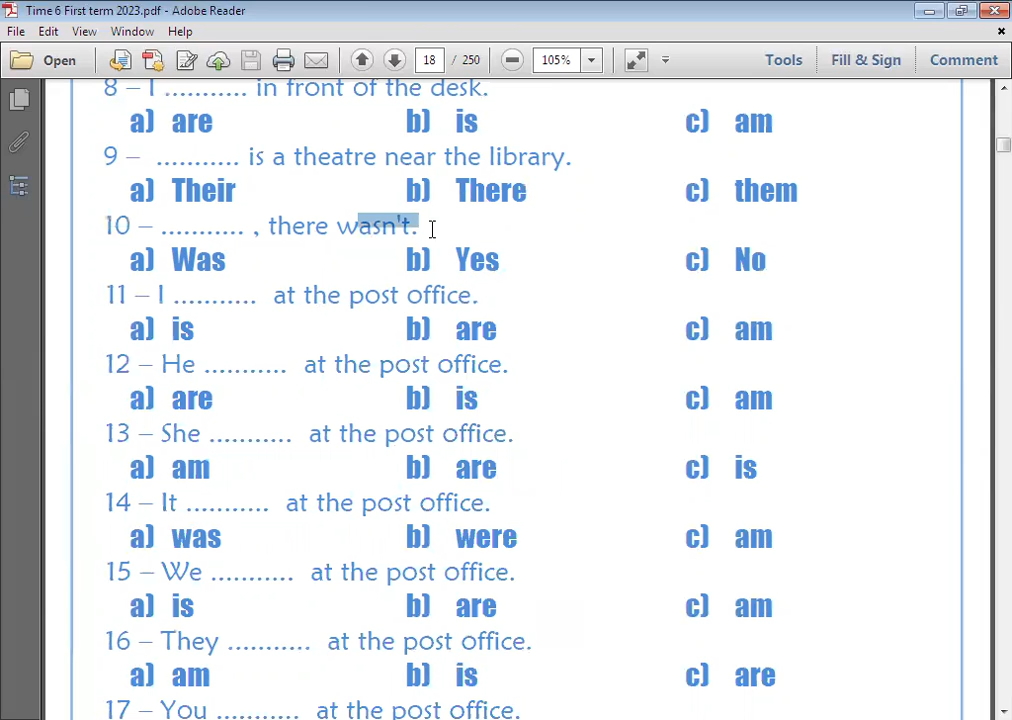 Time 6 First term 2023.pdf - Adobe Reader
File Edit View Window Help
Open 18 / 250 105% Tools Fill & Sign Comment
8 – I ........... in front of the desk.
a) are b) is c) am
9 – ........... is a theatre near the library.
a) Their b) There c) them
10 – ........... , there wasn't.
a) Was b) Yes c) No
11 – I ........... at the post office.
a) is b) are c) am
12 – He ........... at the post office.
a) are b) is c) am
13 – She ........... at the post office.
a) am b) are c) is
14 – It ........... at the post office.
a) was b) were c) am
15 – We ........... at the post office.
a) is b) are c) am
16 – They ........... at the post office.
a) am b) is c) are
17 – You ........... at the post office.